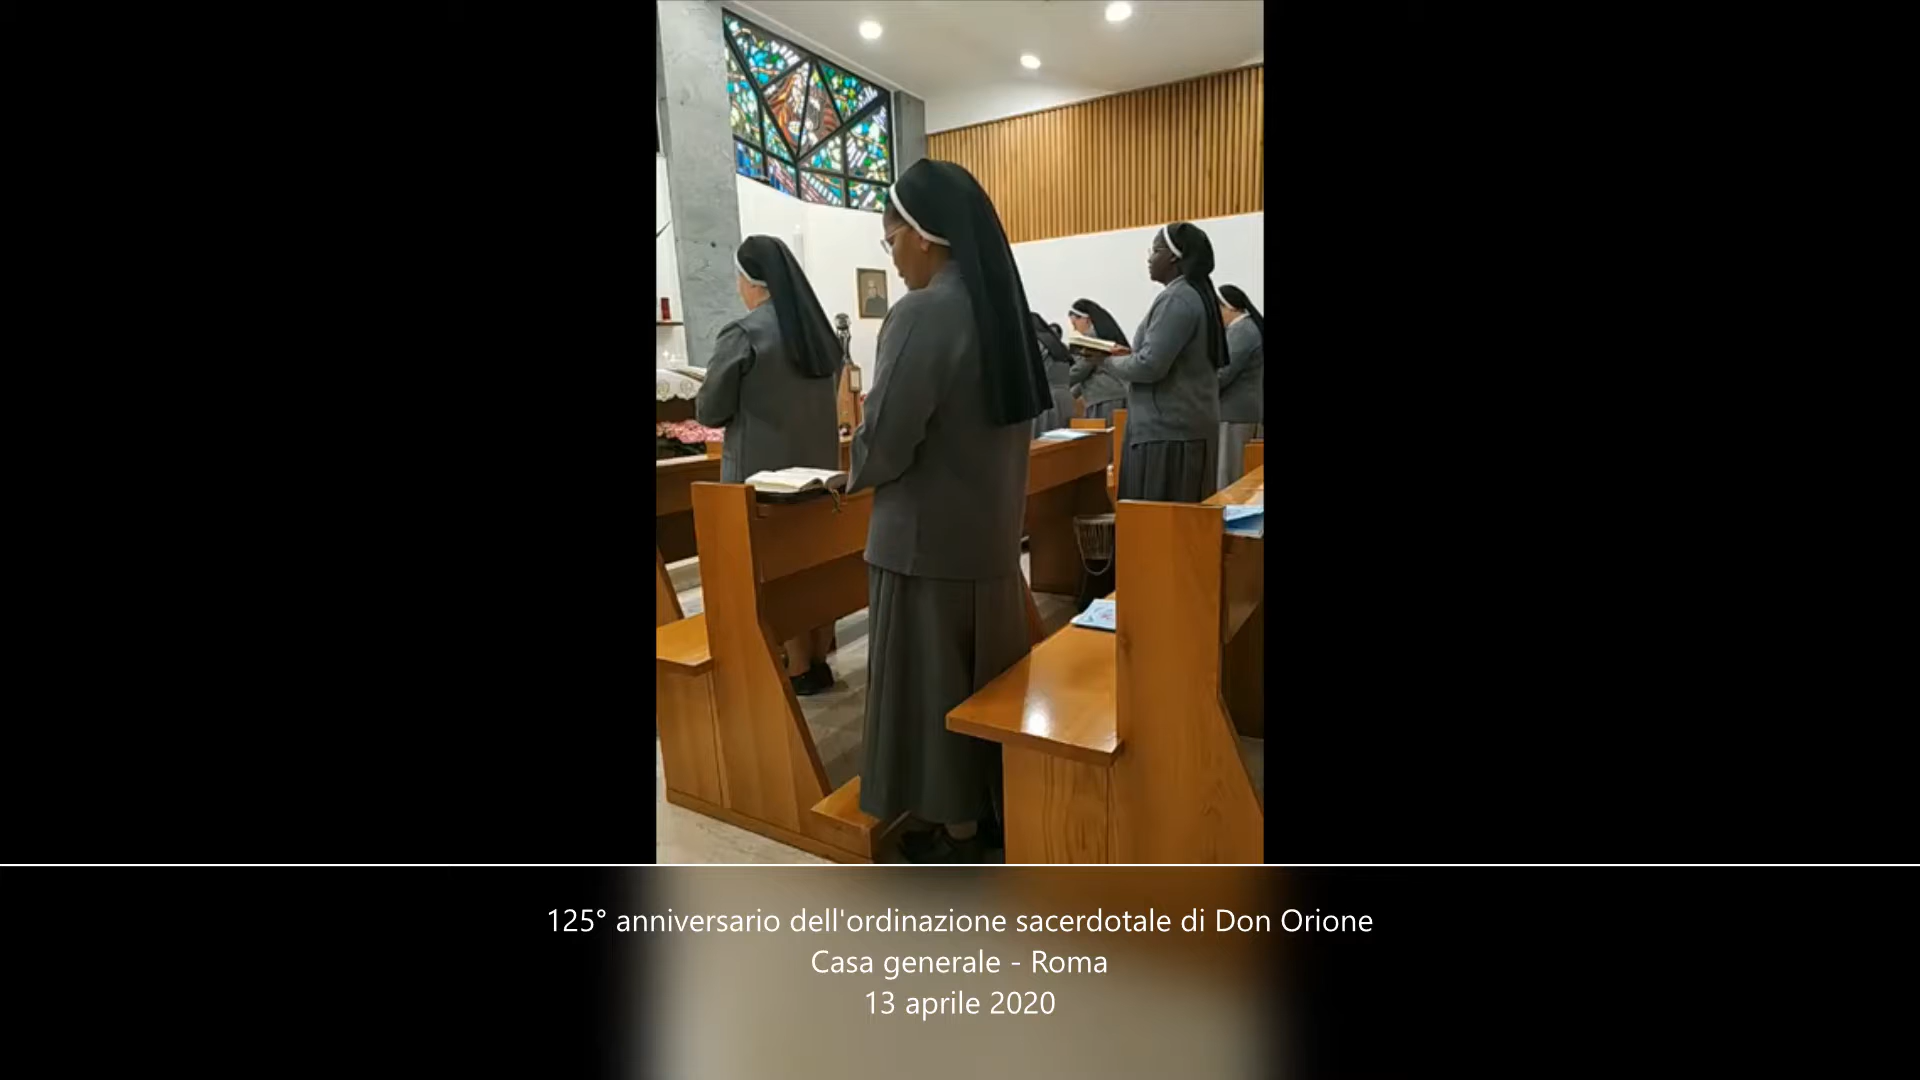 125° anniversario dell'ordinazione sacerdotale di Don Orione
Casa generale - Roma
13 aprile 2020